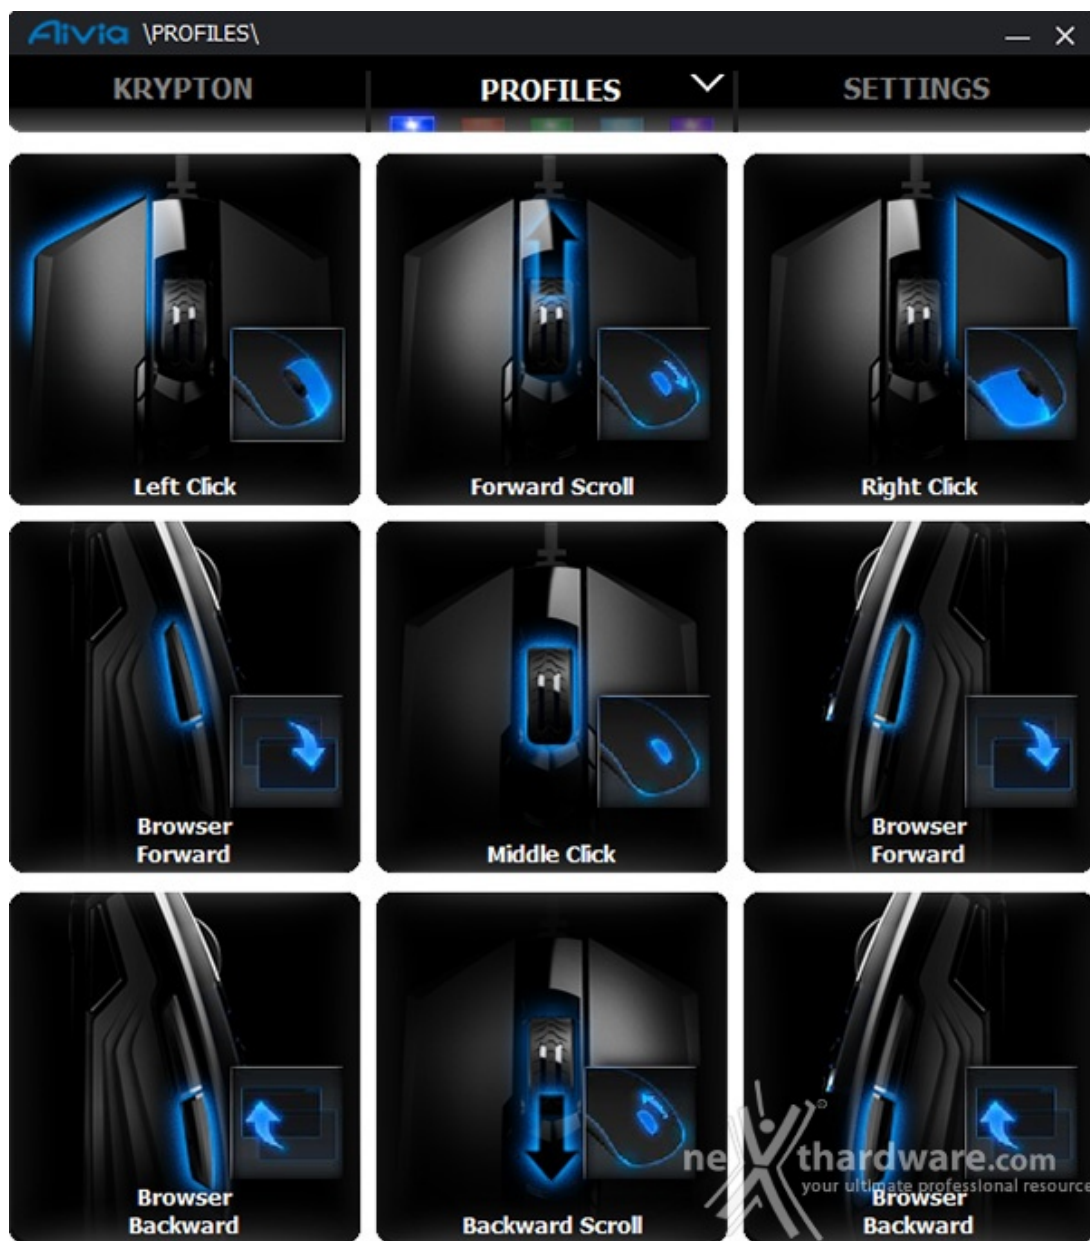 Aivia \PROFILES\
KRYPTON PROFILES SETTINGS
Left Click
Forward Scroll
Right Click
Browser
Forward
Middle Click
Browser
Forward
Browser
Backward
Backward Scroll
Browser
Backward
nexthardware.com
your ultimate professional resource